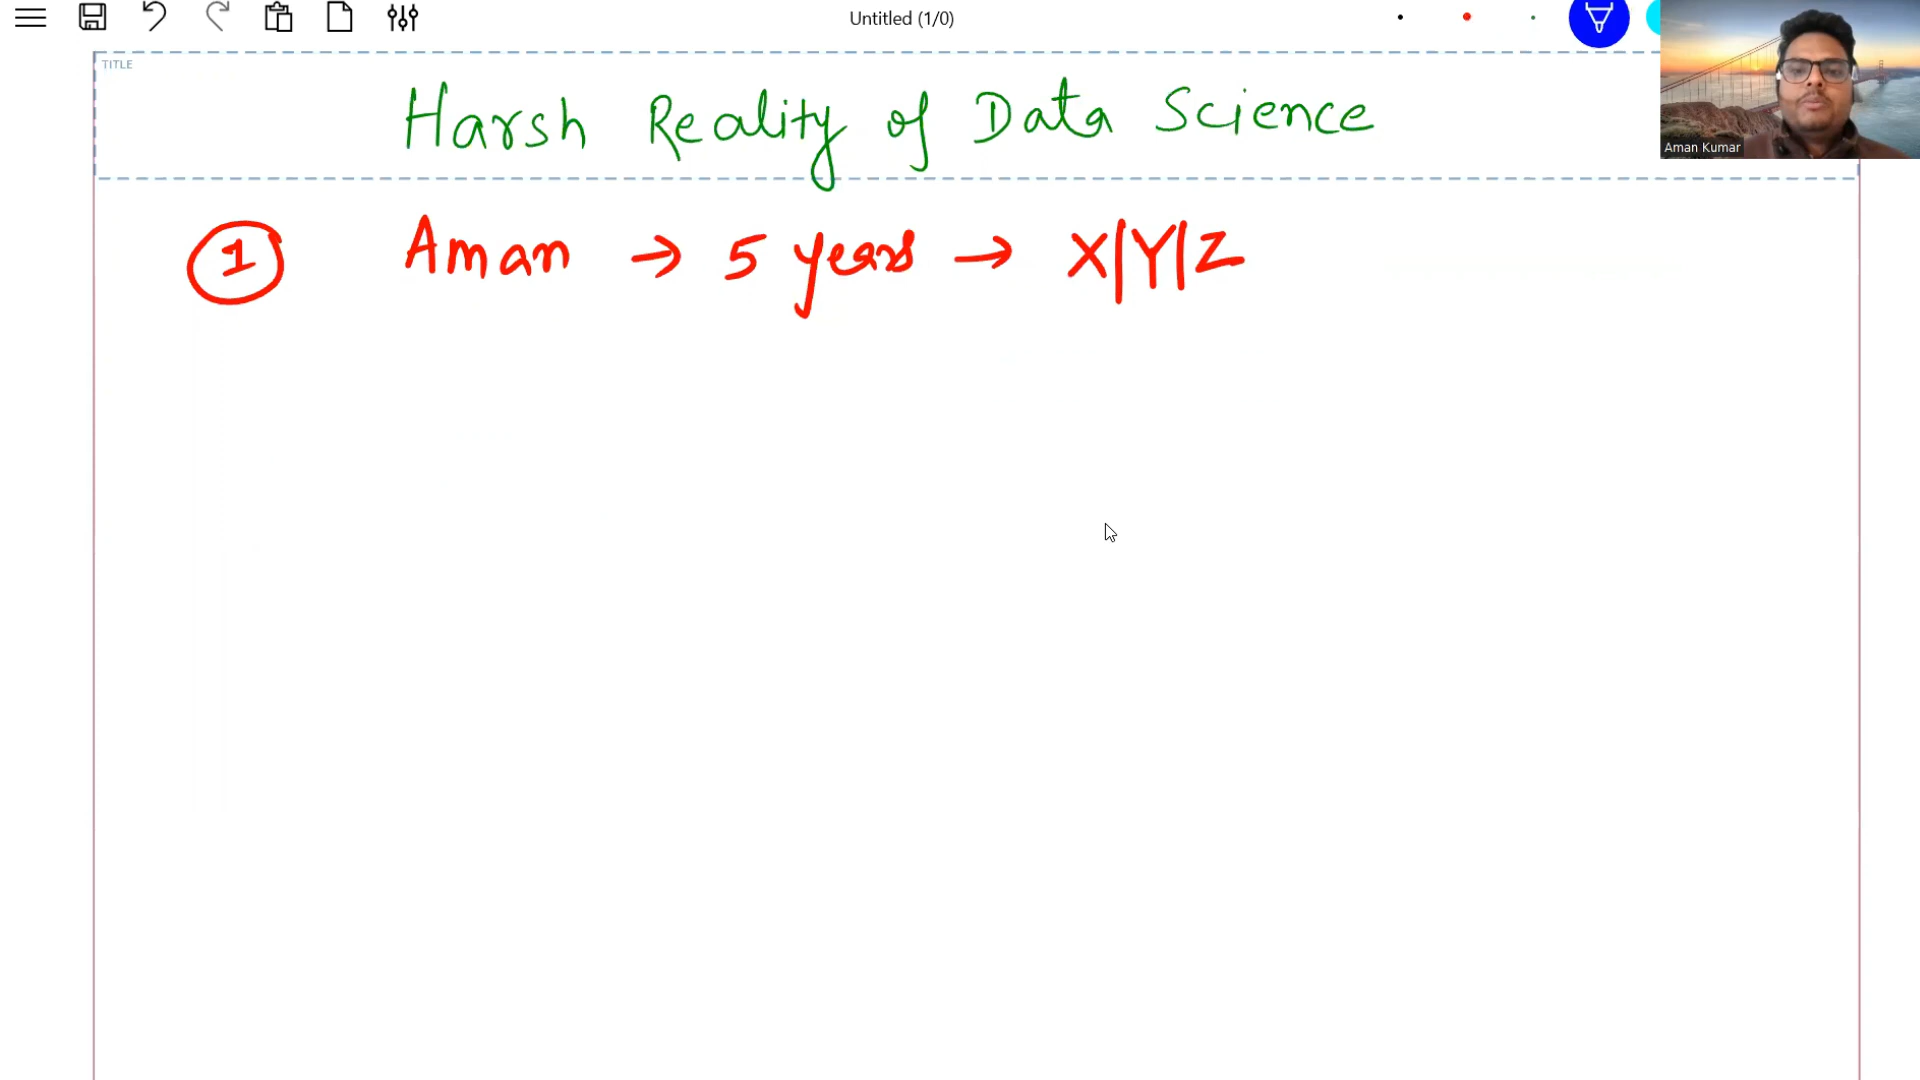 Untitled (1/0)
TITLE
Harsh Reality of Data Science
Aman Kumar
1 Aman → 5 years → X|Y|Z